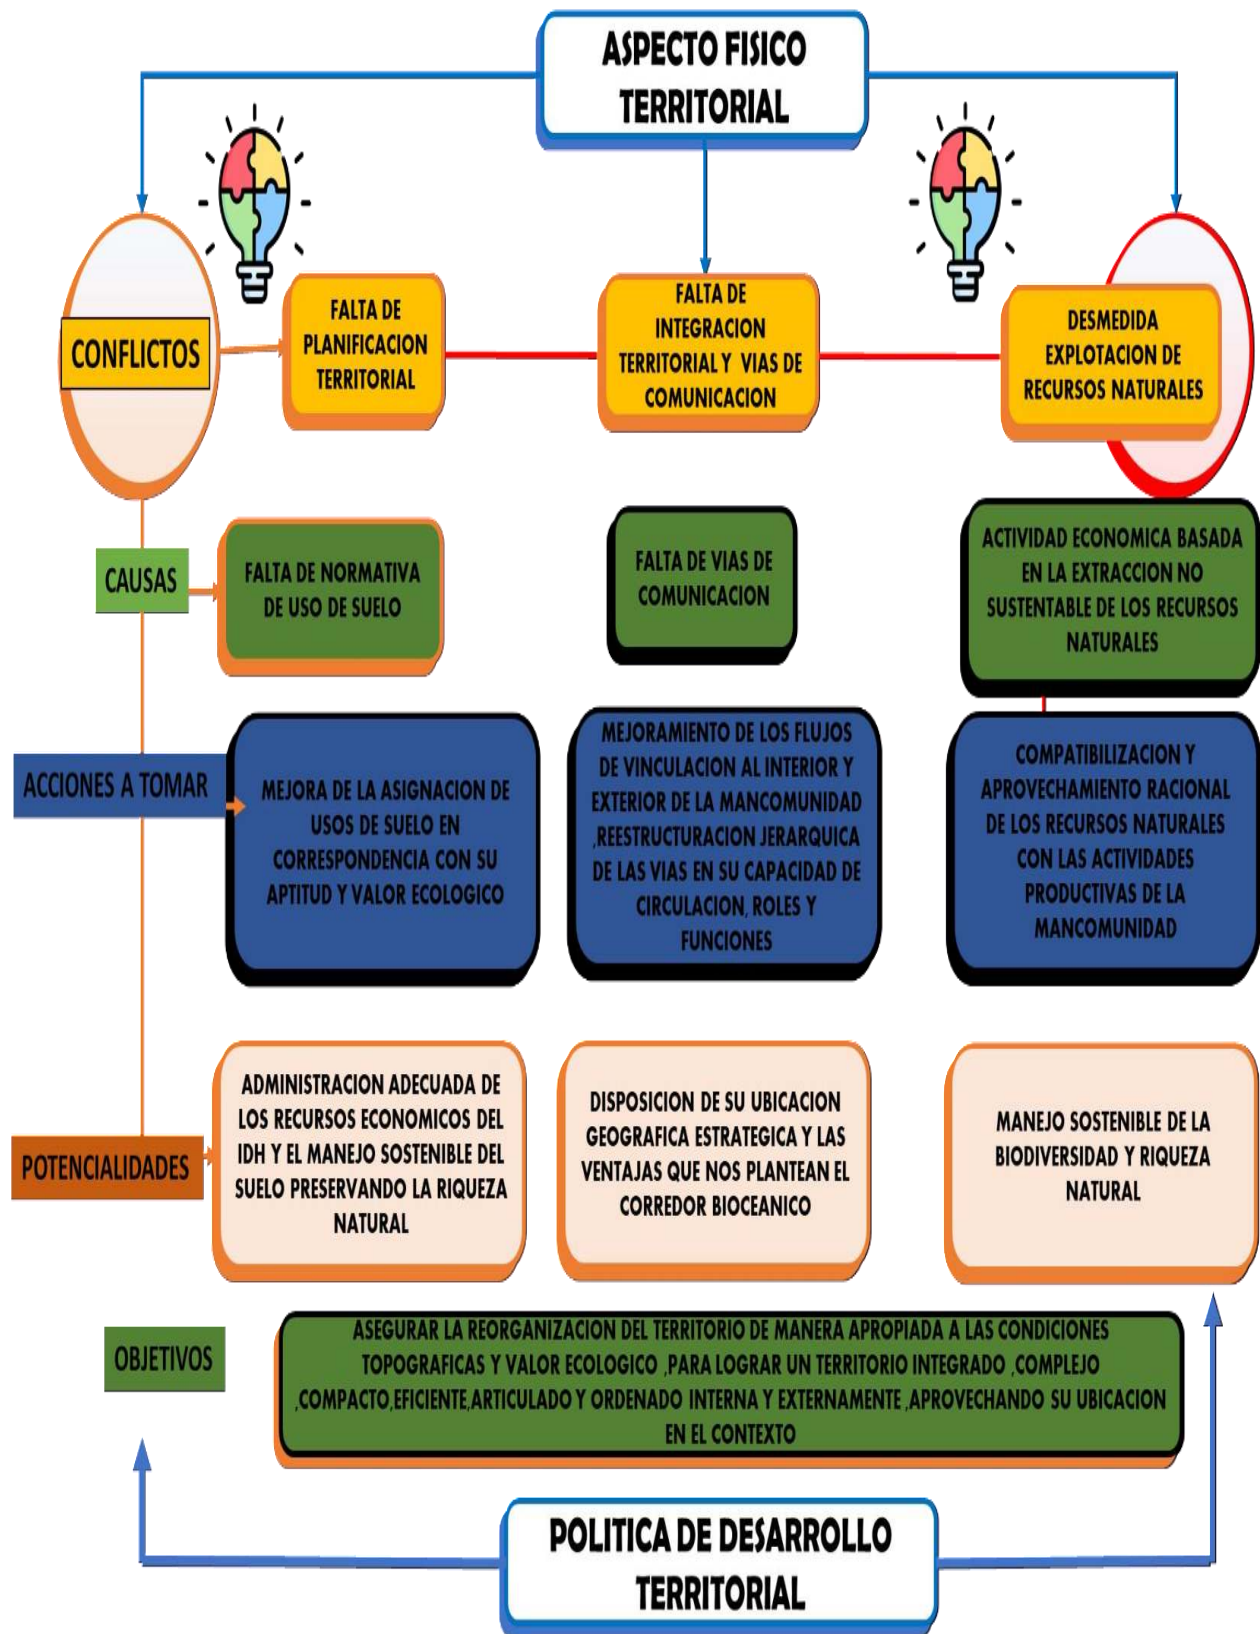 ASPECTO FISICO
TERRITORIAL
CONFLICTOS
FALTA DE
PLANIFICACION
TERRITORIAL
FALTA DE
INTEGRACION
TERRITORIAL Y VIAS DE
COMUNICACION
DESMEDIDA
EXPLOTACION DE
RECURSOS NATURALES
CAUSAS
FALTA DE NORMATIVA
DE USO DE SUELO
FALTA DE VIAS DE
COMUNICACION
ACTIVIDAD ECONOMICA BASADA
EN LA EXTRACCION NO
SUSTENTABLE DE LOS RECURSOS
NATURALES
ACCIONES A TOMAR
MEJORA DE LA ASIGNACION DE
USOS DE SUELO EN
CORRESPONDENCIA CON SU
APTITUD Y VALOR ECOLOGICO
MEJORAMIENTO DE LOS FLUJOS
DE VINCULACION AL INTERIOR Y
EXTERIOR DE LA MANCOMUNIDAD
,REESTRUCTURACION JERARQUICA
DE LAS VIAS EN SU CAPACIDAD DE
CIRCULACION, ROLES Y
FUNCIONES
COMPATIBILIZACION Y
APROVECHAMIENTO RACIONAL
DE LOS RECURSOS NATURALES
CON LAS ACTIVIDADES
PRODUCTIVAS DE LA
MANCOMUNIDAD
POTENCIALIDADES
ADMINISTRACION ADECUADA DE
LOS RECURSOS ECONOMICOS DEL
IDH Y EL MANEJO SOSTENIBLE DEL
SUELO PRESERVANDO LA RIQUEZA
NATURAL
DISPOSICION DE SU UBICACION
GEOGRAFICA ESTRATEGICA Y LAS
VENTAJAS QUE NOS PLANTEAN EL
CORREDOR BIOCEANICO
MANEJO SOSTENIBLE DE LA
BIODIVERSIDAD Y RIQUEZA
NATURAL
OBJETIVOS
ASEGURAR LA REORGANIZACION DEL TERRITORIO DE MANERA APROPIADA A LAS CONDICIONES
TOPOGRAFICAS Y VALOR ECOLOGICO ,PARA LOGRAR UN TERRITORIO INTEGRADO ,COMPLEJO
,COMPACTO,EFICIENTE,ARTICULADO Y ORDENADO INTERNA Y EXTERNAMENTE ,APROVECHANDO SU UBICACION
EN EL CONTEXTO
POLITICA DE DESARROLLO
TERRITORIAL